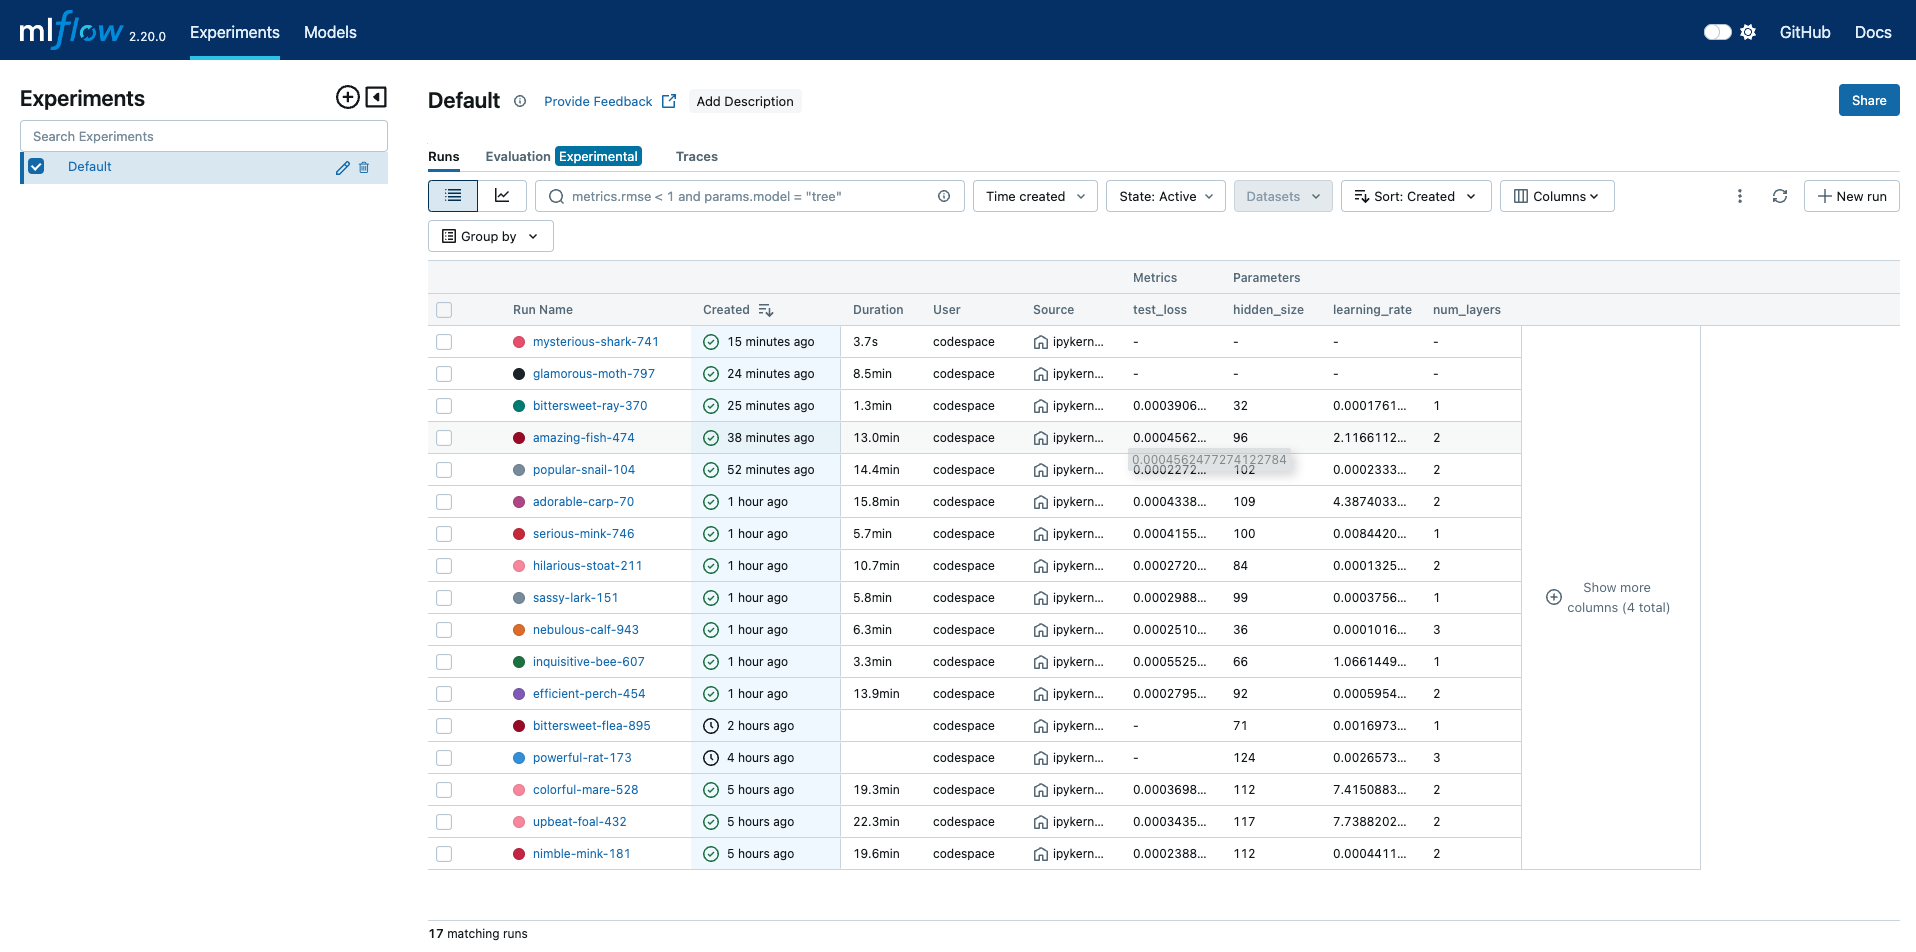 mlflow 2.20.0 Experiments Models GitHub Docs
Experiments
Search Experiments
Default
Default Provide Feedback Add Description Share
Runs Evaluation Experimental Traces
metrics.rmse < 1 and params.model = "tree" Time created State: Active Datasets Sort: Created Columns New run
Group by
Metrics Parameters
Run Name Created Duration User Source test_loss hidden_size learning_rate num_layers
mysterious-shark-741 15 minutes ago 3.7s codespace ipykern... - - - -
glamorous-moth-797 24 minutes ago 8.5min codespace ipykern... - - - -
bittersweet-ray-370 25 minutes ago 1.3min codespace ipykern... 0.0003906... 32 0.0001761... 1
amazing-fish-474 38 minutes ago 13.0min codespace ipykern... 0.0004562... 96 2.1166112... 2
0.0004562477274122784
popular-snail-104 52 minutes ago 14.4min codespace ipykern... 0.0002272... 102 0.0002333... 2
adorable-carp-70 1 hour ago 15.8min codespace ipykern... 0.0004338... 109 4.3874033... 2
serious-mink-746 1 hour ago 5.7min codespace ipykern... 0.0004155... 100 0.0084420... 1
hilarious-stoat-211 1 hour ago 10.7min codespace ipykern... 0.0002720... 84 0.0001325... 2
sassy-lark-151 1 hour ago 5.8min codespace ipykern... 0.0002988... 99 0.0003756... 1
nebulous-calf-943 1 hour ago 6.3min codespace ipykern... 0.0002510... 36 0.0001016... 3
inquisitive-bee-607 1 hour ago 3.3min codespace ipykern... 0.0005525... 66 1.0661449... 1
efficient-perch-454 1 hour ago 13.9min codespace ipykern... 0.0002795... 92 0.0005954... 2
bittersweet-flea-895 2 hours ago codespace ipykern... - 71 0.0016973... 1
powerful-rat-173 4 hours ago codespace ipykern... - 124 0.0026573... 3
colorful-mare-528 5 hours ago 19.3min codespace ipykern... 0.0003698... 112 7.4150883... 2
upbeat-foal-432 5 hours ago 22.3min codespace ipykern... 0.0003435... 117 7.7388202... 2
nimble-mink-181 5 hours ago 19.6min codespace ipykern... 0.0002388... 112 0.0004411... 2
Show more
columns (4 total)
17 matching runs